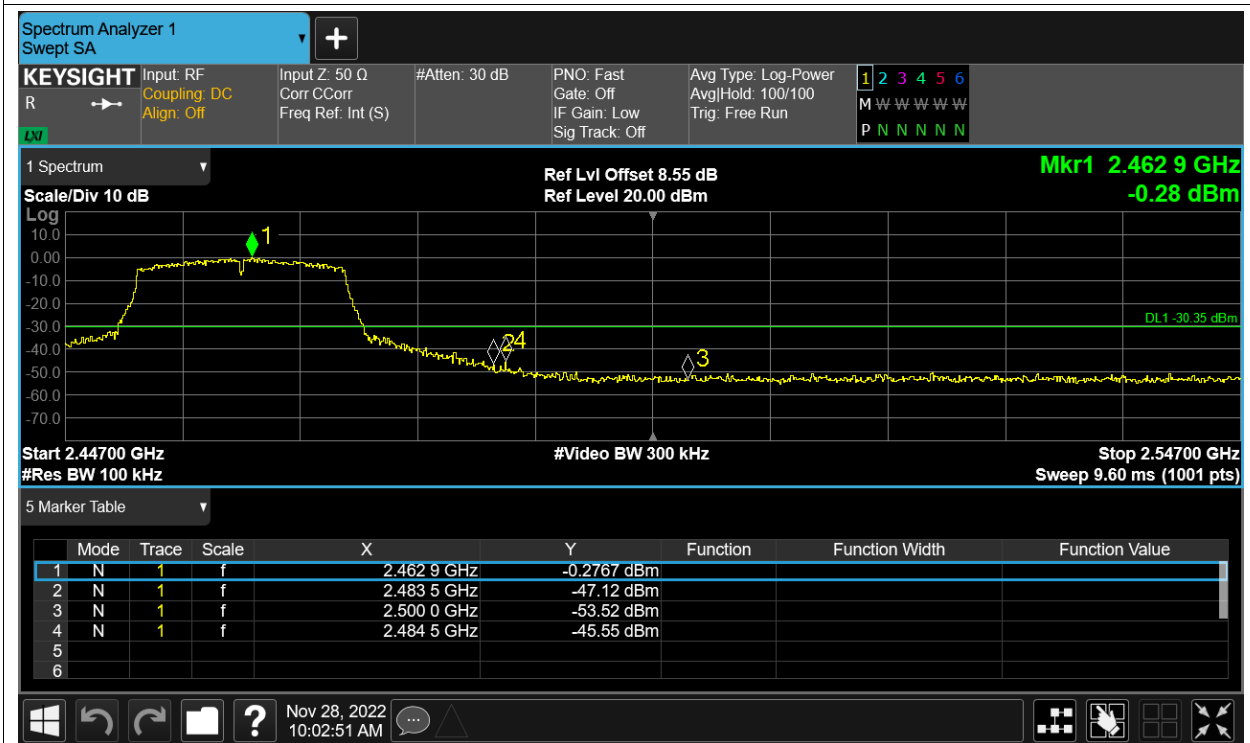 Spectrum Analyzer 1
Swept SA
KEYSIGHT
R
LXI
Input: RF
Coupling: DC
Align: Off
Input Z: 50 Ω
Corr CCorr
Freq Ref: Int (S)
#Atten: 30 dB
PNO: Fast
Gate: Off
IF Gain: Low
Sig Track: Off
Avg Type: Log-Power
Avg|Hold: 100/100
Trig: Free Run
1 2 3 4 5 6
M W W W W W
P N N N N N
1 Spectrum
Scale/Div 10 dB
Ref Lvl Offset 8.55 dB
Ref Level 20.00 dBm
Mkr1 2.462 9 GHz
-0.28 dBm
Log
10.0
0.00
-10.0
-20.0
-30.0
-40.0
-50.0
-60.0
-70.0
1
24
3
DL1 -30.35 dBm
Start 2.44700 GHz
#Video BW 300 kHz
Stop 2.54700 GHz
#Res BW 100 kHz
Sweep 9.60 ms (1001 pts)
5 Marker Table
Mode Trace Scale X Y Function Function Width Function Value
1 N 1 f 2.462 9 GHz -0.2767 dBm
2 N 1 f 2.483 5 GHz -47.12 dBm
3 N 1 f 2.500 0 GHz -53.52 dBm
4 N 1 f 2.484 5 GHz -45.55 dBm
5
6
?
Nov 28, 2022
10:02:51 AM